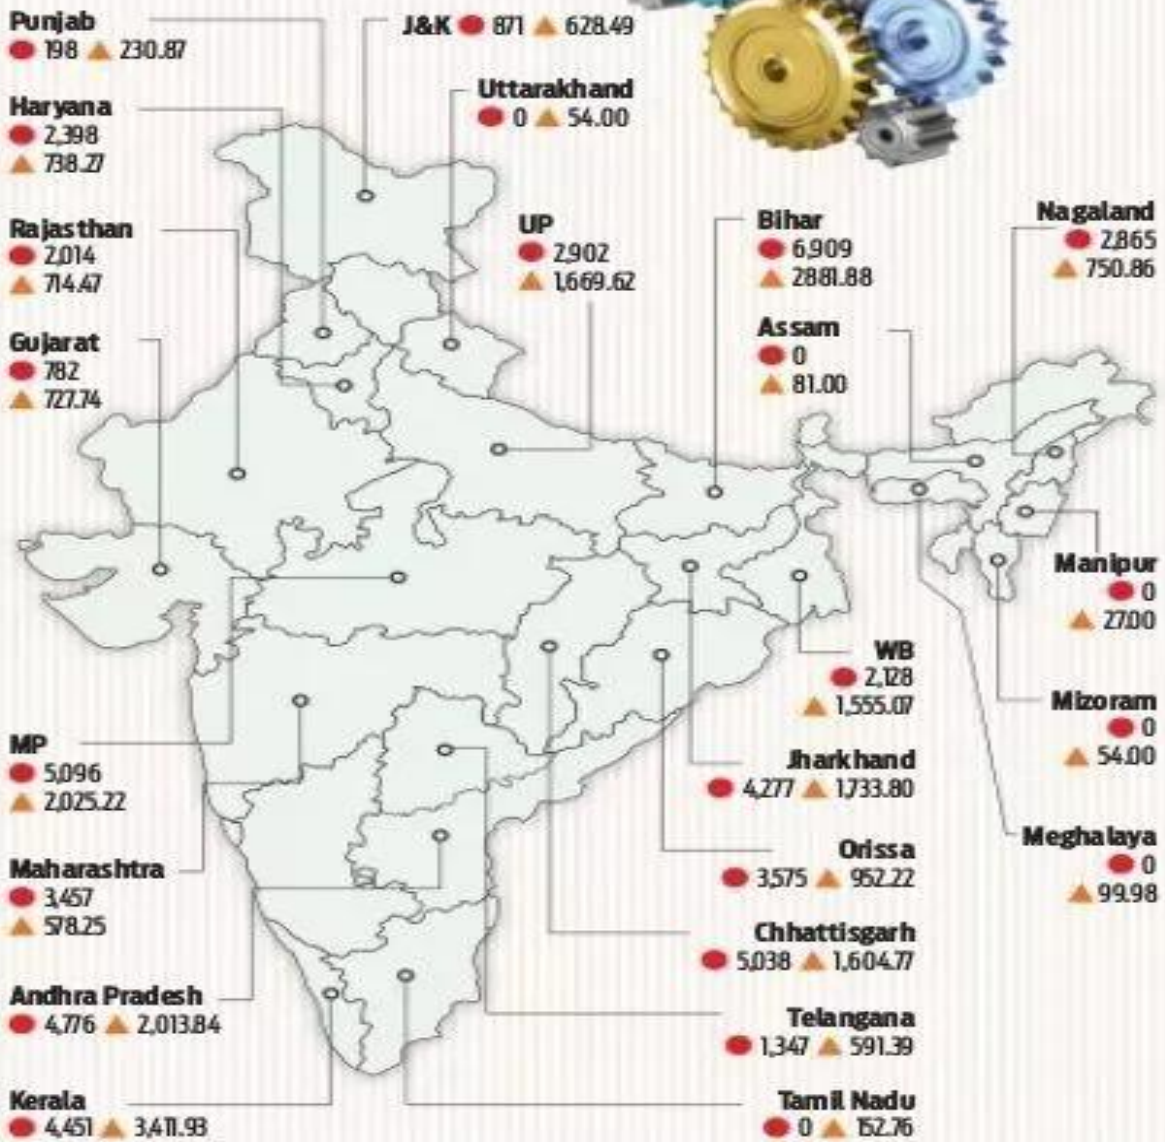 Punjab
198 230.87
J&K 871 628.49
Haryana
2,398
738.27
Uttarakhand
0 54.00
Rajasthan
2,014
714.47
UP
2,902
1,669.62
Bihar
6,909
2881.88
Nagaland
2,865
750.86
Gujarat
782
727.74
Assam
0
81.00
Manipur
0
27.00
WB
2,128
1,555.07
Mizoram
0
54.00
MP
5,096
2,025.22
Jharkhand
4,277 1,733.80
Meghalaya
0
99.98
Maharashtra
3,457
578.25
Orissa
3,575 952.22
Chhattisgarh
5,038 1,604.77
Andhra Pradesh
4,776 2,013.84
Telangana
1,347 591.39
Kerala
4,451 3,411.93
Tamil Nadu
0 152.76